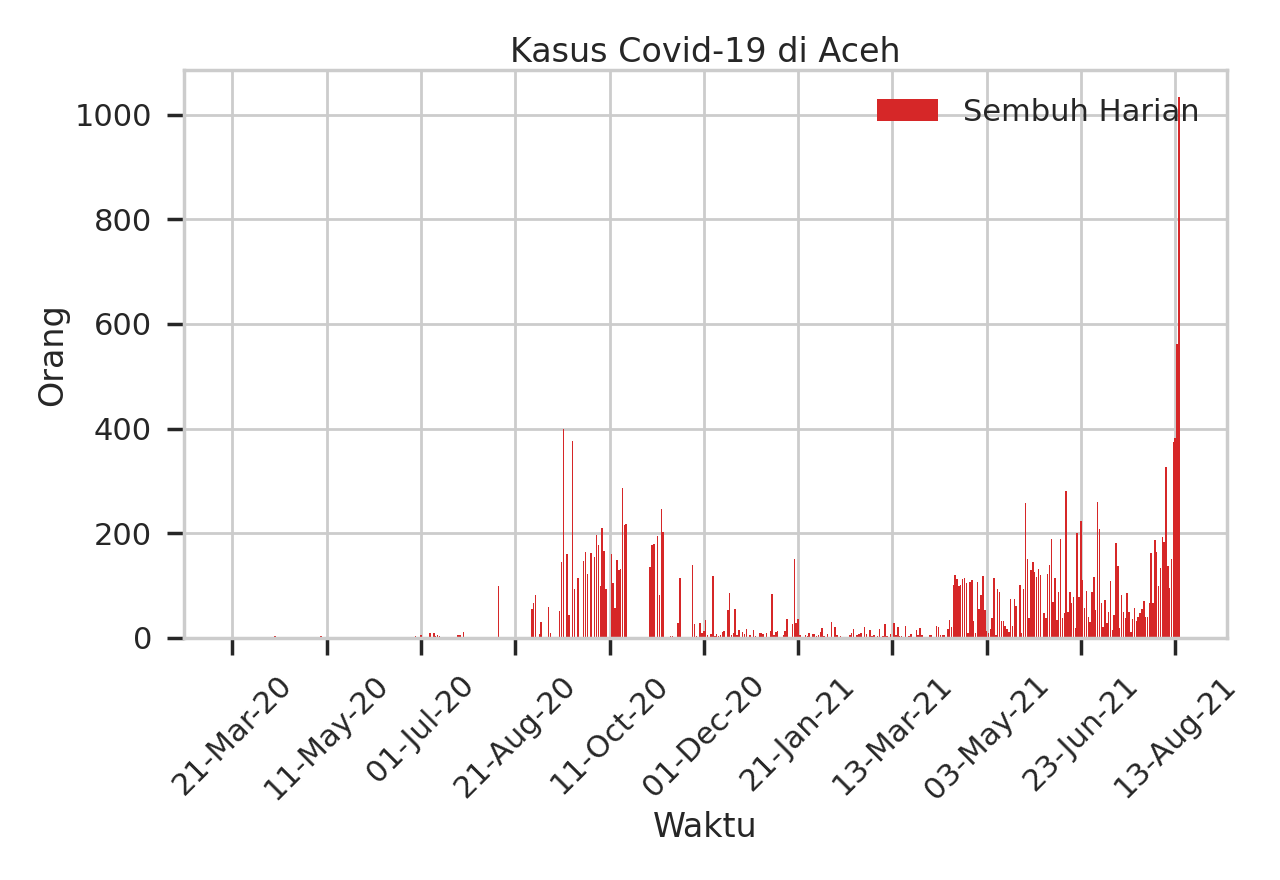 Kasus Covid-19 di Aceh
Sembuh Harian
Orang
1000
800
600
400
200
0
21-Mar-20
11-May-20
01-Jul-20
21-Aug-20
11-Oct-20
01-Dec-20
21-Jan-21
13-Mar-21
03-May-21
23-Jun-21
13-Aug-21
Waktu